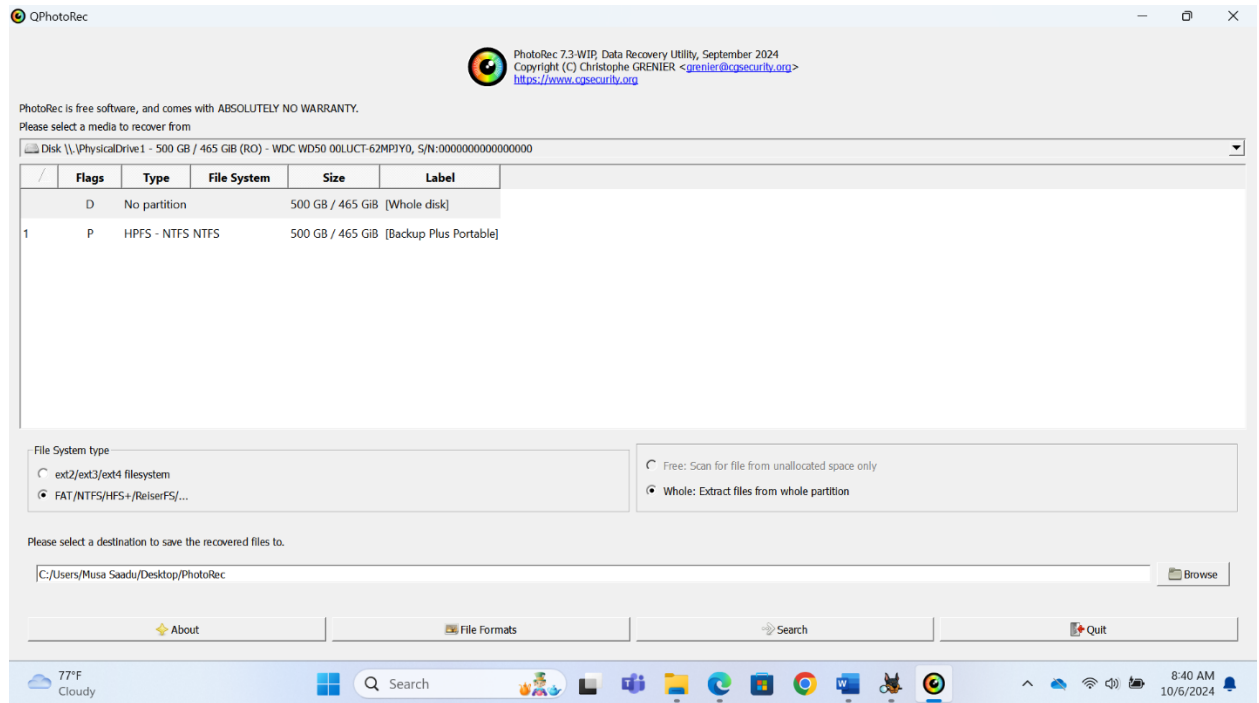 QPhotoRec
PhotoRec 7.3-WIP, Data Recovery Utility, September 2024
Copyright (C) Christophe GRENIER <grenier@cgsecurity.org>
https://www.cgsecurity.org
PhotoRec is free software, and comes with ABSOLUTELY NO WARRANTY.
Please select a media to recover from
Disk \\.\PhysicalDrive1 - 500 GB / 465 GiB (RO) - WDC WD50 00LUCT-62MPJY0, S/N:0000000000000000
/ Flags Type File System Size Label
D No partition 500 GB / 465 GiB [Whole disk]
1 P HPFS - NTFS NTFS 500 GB / 465 GiB [Backup Plus Portable]
File System type
ext2/ext3/ext4 filesystem
FAT/NTFS/HFS+/ReiserFS/...
Free: Scan for file from unallocated space only
Whole: Extract files from whole partition
Please select a destination to save the recovered files to.
C:/Users/Musa Saadu/Desktop/PhotoRec
Browse
About File Formats Search Quit
77°F
Cloudy
Search
8:40 AM
10/6/2024